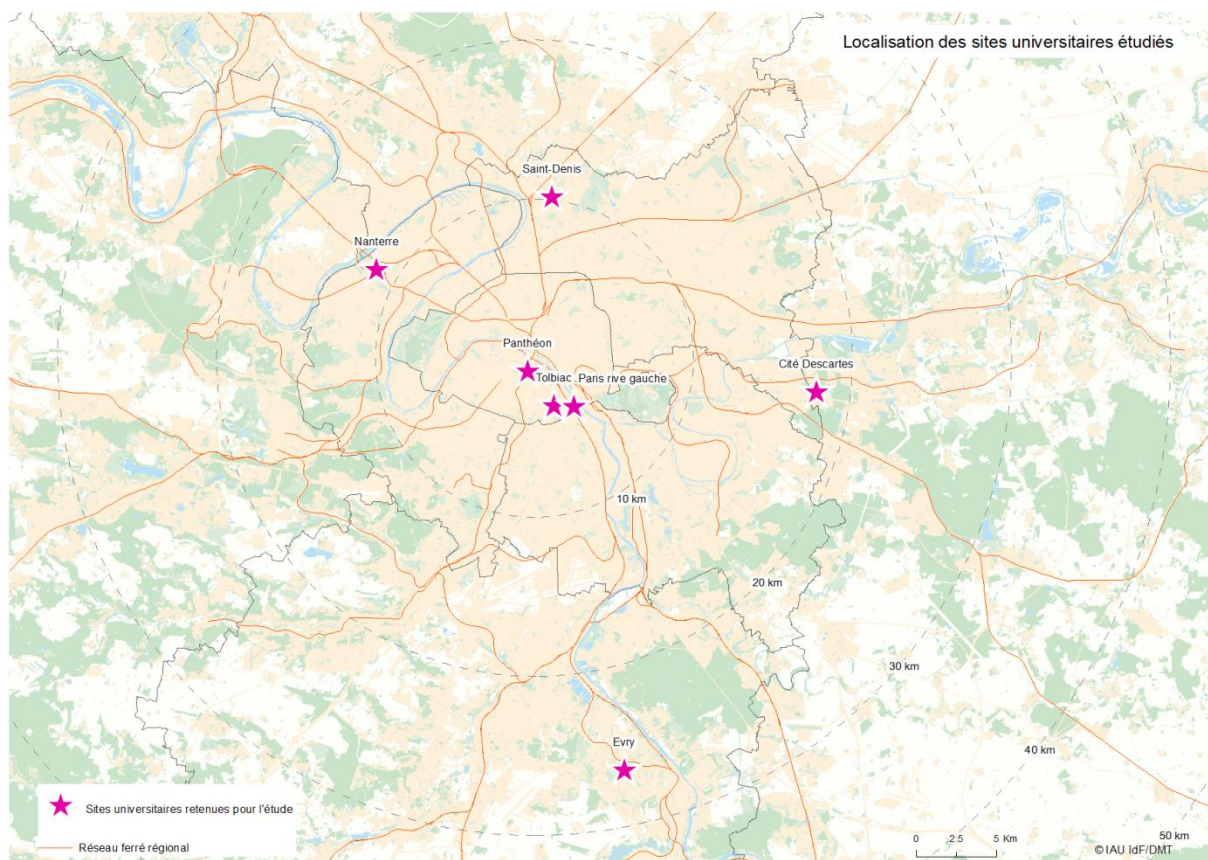 Localisation des sites universitaires étudiés
Saint-Denis
Nanterre
Panthéon
Cité Descartes
Tolbiac
Paris rive gauche
10 km
20 km
30 km
Evry
40 km
Sites universitaires retenues pour l'étude
Réseau ferré régional
0 2.5 5 Km
50 km
© IAU IdF/DMT